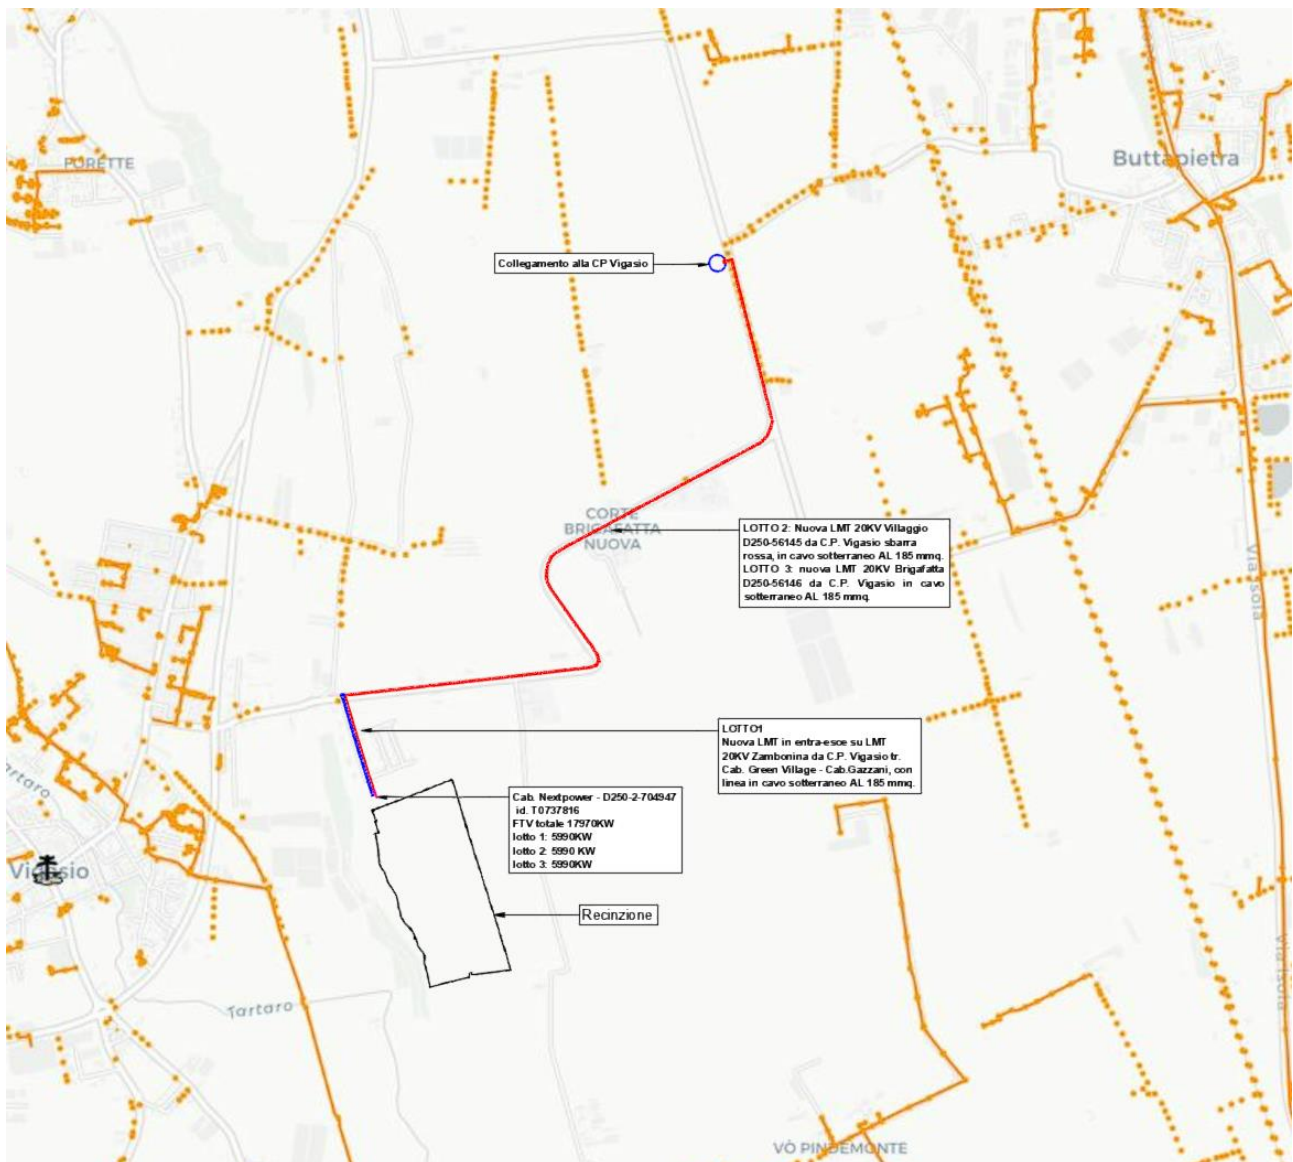 PURETTE
Buttapietra
Collegamento alla CP Vigasio
CORTE
BRIGAFATTA
NUOVA
LOTTO 2: Nuova LMT 20KV Villaggio
D250-56145 da C.P. Vigasio sbarra
rossa, in cavo sotterraneo AL 185 mmq.
LOTTO 3: nuova LMT 20KV Brigafatta
D250-56146 da C.P. Vigasio in cavo
sotterraneo AL 185 mmq.
Via Isola
LOTTO1
Nuova LMT in entra-esce su LMT
20KV Zambonina da C.P. Vigasio tr.
Cab. Green Village - Cab.Gazzani, con
linea in cavo sotterraneo AL 185 mmq.
Tartaro
Cab. Nextpower - D250-2-704947
id. T0737816
FTV totale 17970KW
lotto 1: 5990KW
lotto 2: 5990 KW
lotto 3: 5990KW
Vigasio
Recinzione
Via Isola
Tartaro
VÒ PINDEMONTE